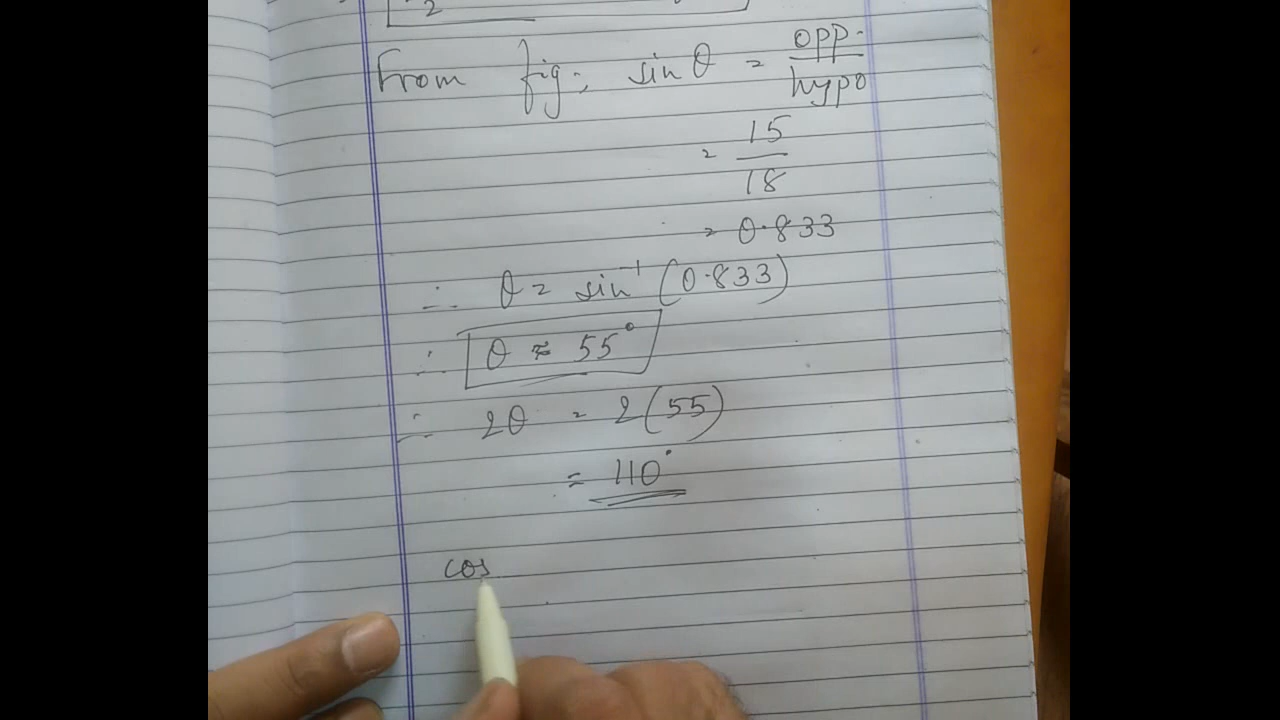 2
From fig; sin θ = opp. / hypo
= 15 / 18
= 0.833
∴ θ = sin⁻¹ (0.833)
∴ θ ≈ 55°
∴ 2θ = 2(55)
= 110°
cos